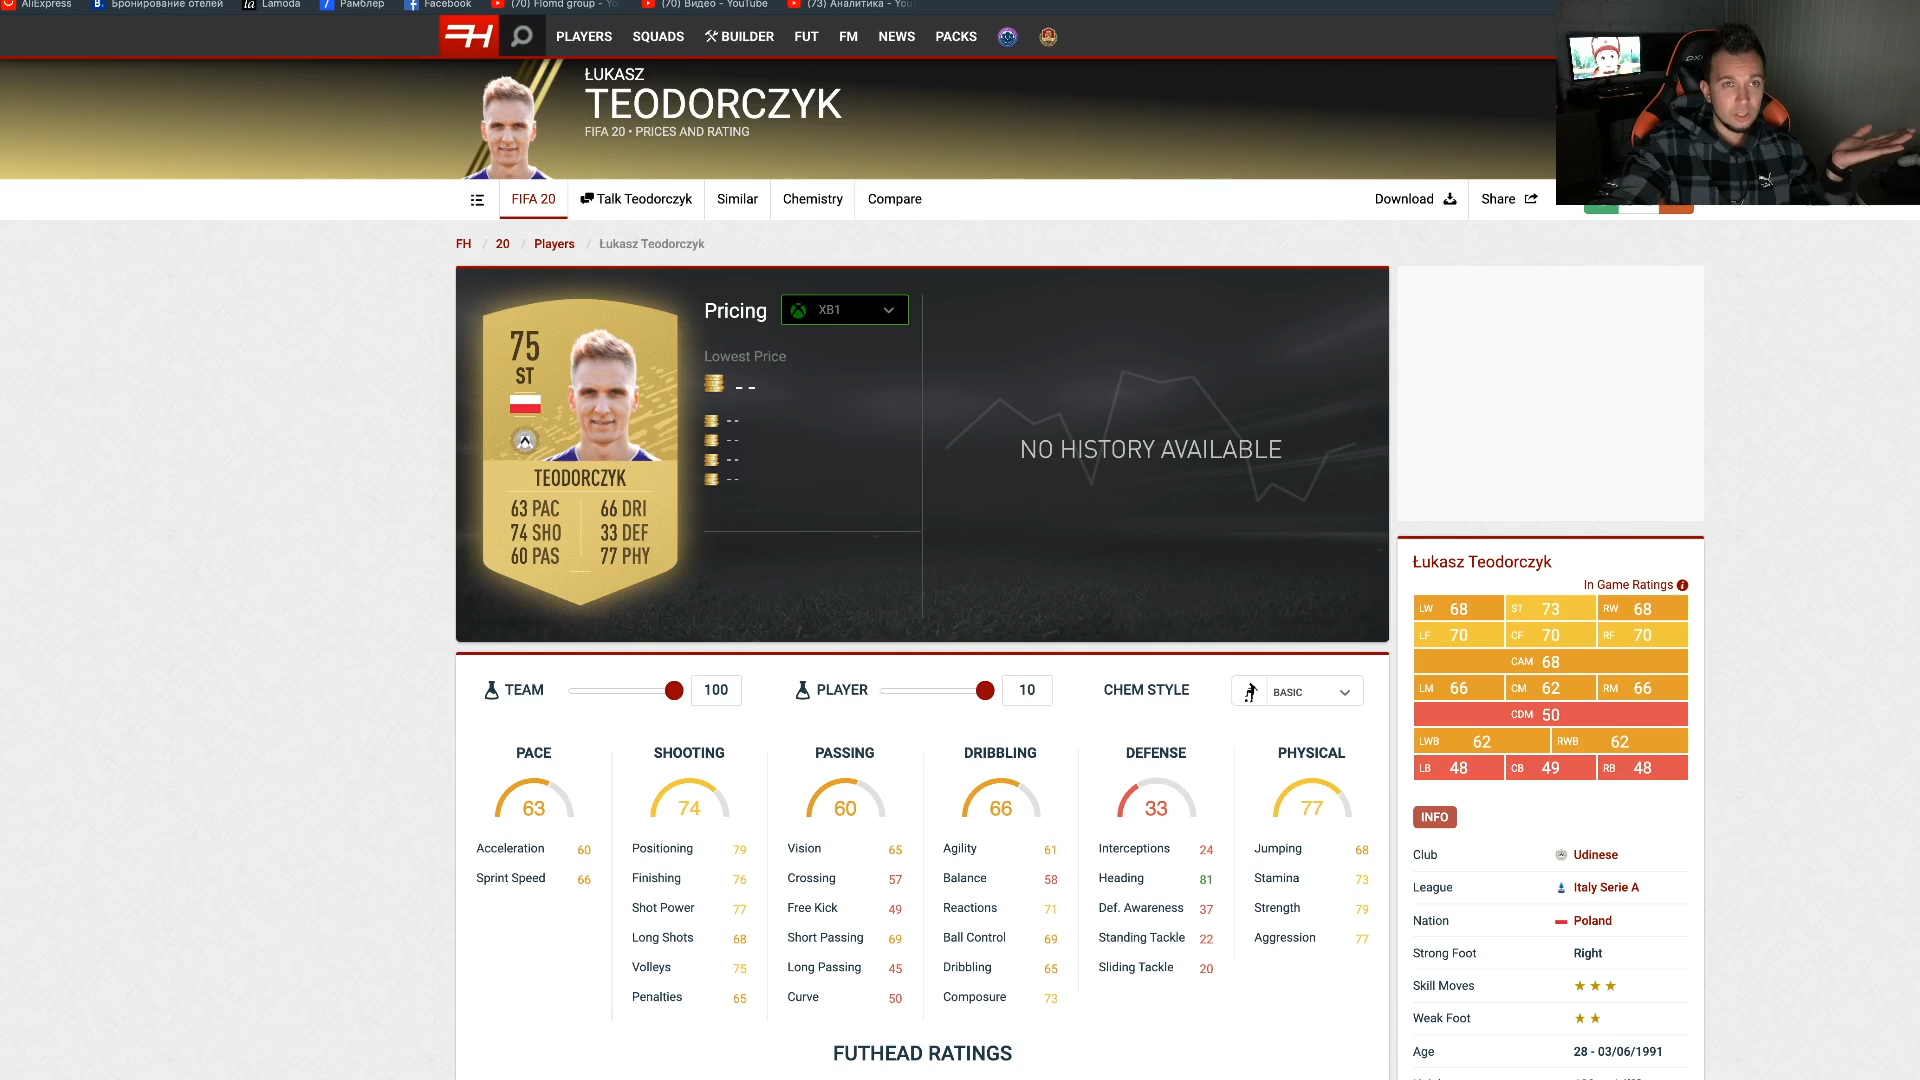 AliExpress
Бронирование отелей
la Lamoda
Рамблер
Facebook
(70) Flomd group - Yo
(70) Видео - YouTube
(73) Аналитика - You
FH
PLAYERS
SQUADS
BUILDER
FUT
FM
NEWS
PACKS
ŁUKASZ
TEODORCZYK
FIFA 20 • PRICES AND RATING
FIFA 20
Talk Teodorczyk
Similar
Chemistry
Compare
Download
Share
FH / 20 / Players / Łukasz Teodorczyk
75
ST
TEODORCZYK
63 PAC 66 DRI
74 SHO 33 DEF
60 PAS 77 PHY
Pricing
XB1
Lowest Price
- -
- -
- -
- -
- -
NO HISTORY AVAILABLE
TEAM 100
PLAYER 10
CHEM STYLE BASIC
PACE
63
Acceleration 60
Sprint Speed 66
SHOOTING
74
Positioning 79
Finishing 76
Shot Power 77
Long Shots 68
Volleys 75
Penalties 65
PASSING
60
Vision 65
Crossing 57
Free Kick 49
Short Passing 69
Long Passing 45
Curve 50
DRIBBLING
66
Agility 61
Balance 58
Reactions 71
Ball Control 69
Dribbling 65
Composure 73
DEFENSE
33
Interceptions 24
Heading 81
Def. Awareness 37
Standing Tackle 22
Sliding Tackle 20
PHYSICAL
77
Jumping 68
Stamina 73
Strength 79
Aggression 77
FUTHEAD RATINGS
Łukasz Teodorczyk
In Game Ratings
LW 68 ST 73 RW 68
LF 70 CF 70 RF 70
CAM 68
LM 66 CM 62 RM 66
CDM 50
LWB 62 RWB 62
LB 48 CB 49 RB 48
INFO
Club Udinese
League Italy Serie A
Nation Poland
Strong Foot Right
Skill Moves
Weak Foot
Age 28 - 03/06/1991